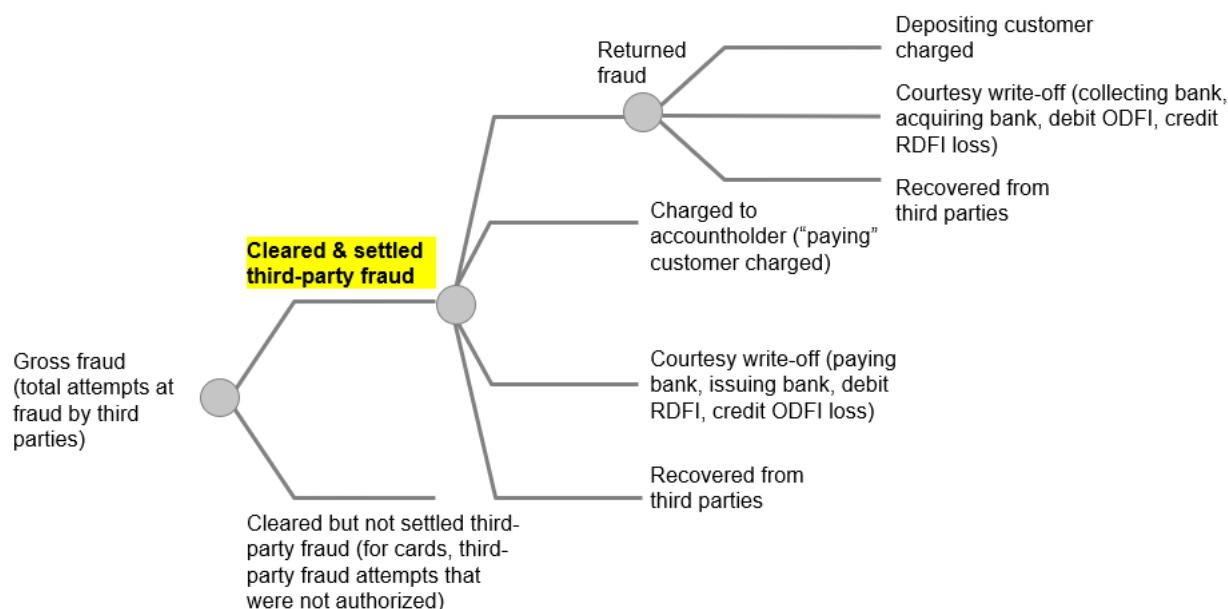 Depositing customer
charged
Returned
fraud
Courtesy write-off (collecting bank,
acquiring bank, debit ODFI, credit
RDFI loss)
Recovered from
third parties
Charged to
accountholder (“paying”
customer charged)
Cleared & settled
third-party fraud
Gross fraud
(total attempts at
fraud by third
parties)
Courtesy write-off (paying
bank, issuing bank, debit
RDFI, credit ODFI loss)
Recovered from
third parties
Cleared but not settled third-
party fraud (for cards, third-
party fraud attempts that
were not authorized)